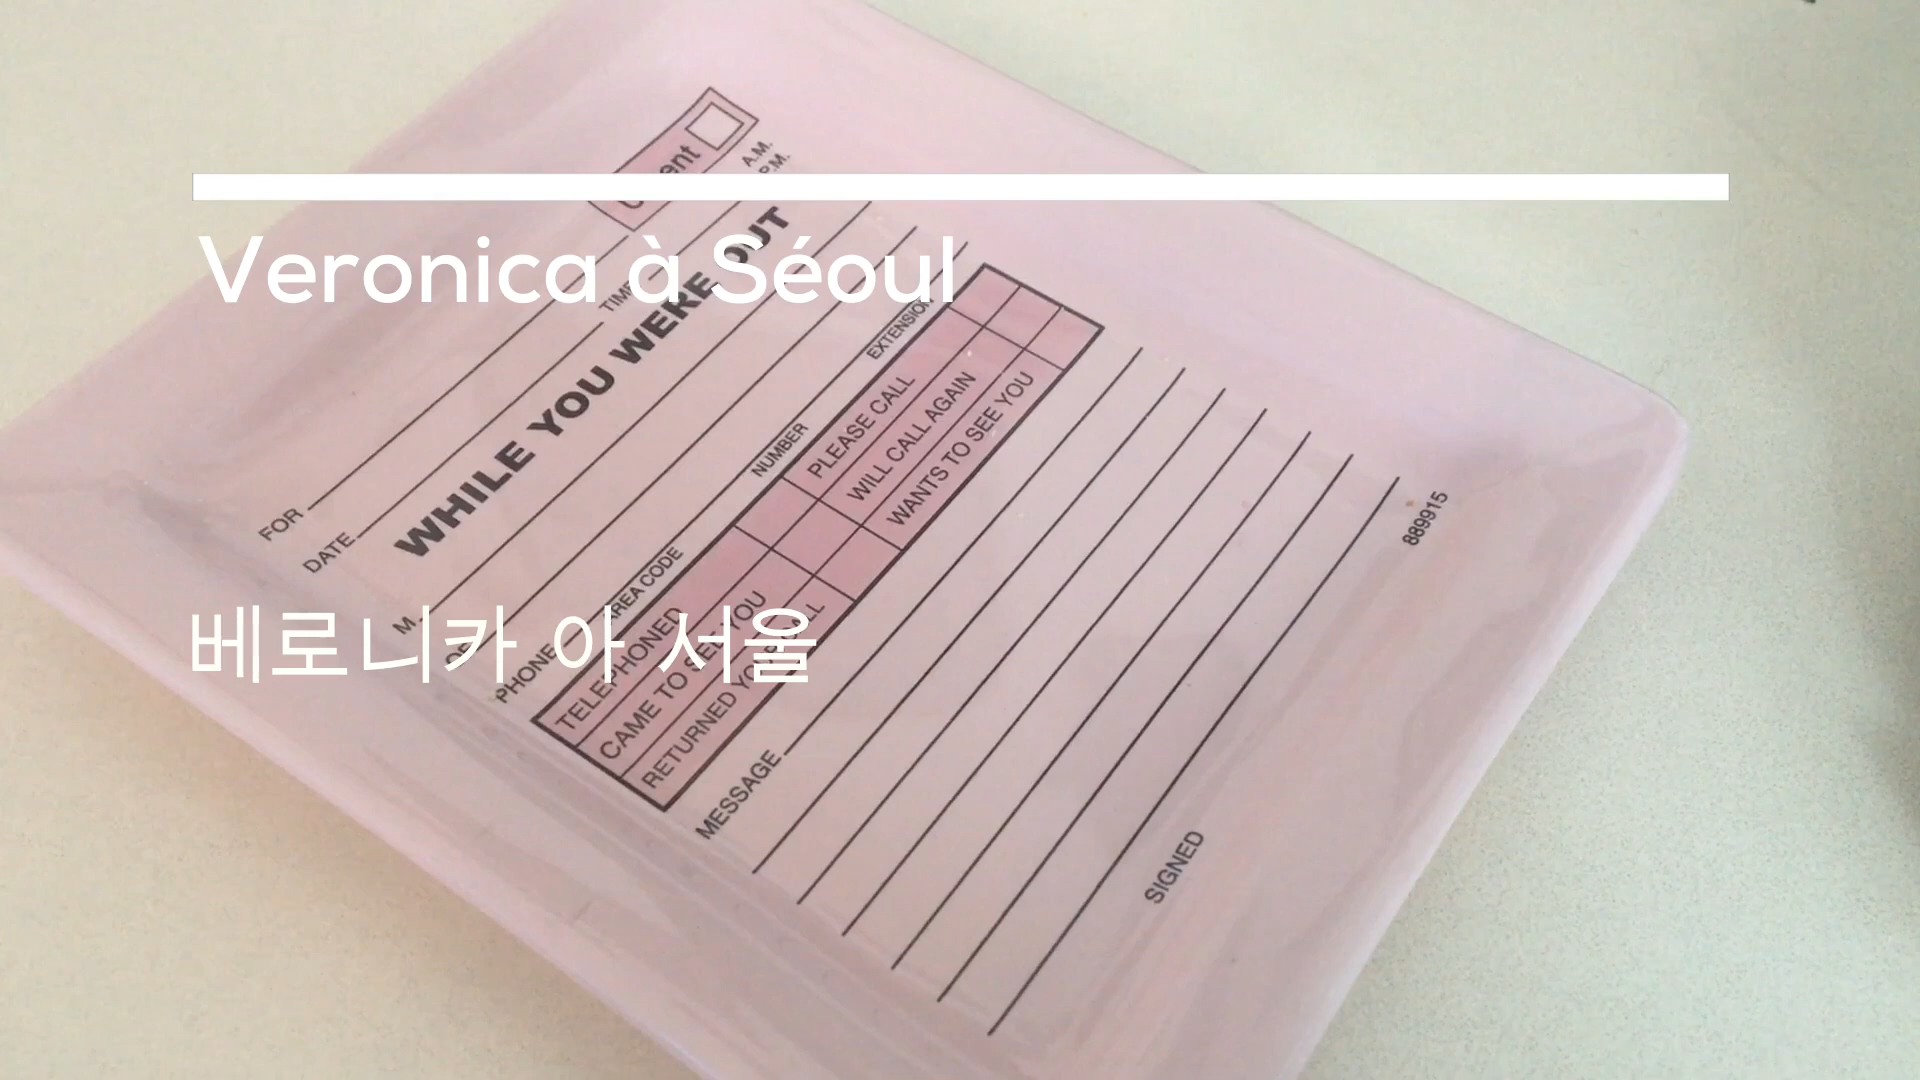 Veronica à Séoul
베로니카 아 서울
A.M.
P.M.
FOR
DATE
TIME
WHILE YOU WERE OUT
M.
PHONE
AREA CODE
NUMBER
EXTENSION
TELEPHONED
PLEASE CALL
CAME TO SEE YOU
WILL CALL AGAIN
RETURNED YOUR CALL
WANTS TO SEE YOU
MESSAGE
SIGNED
889915